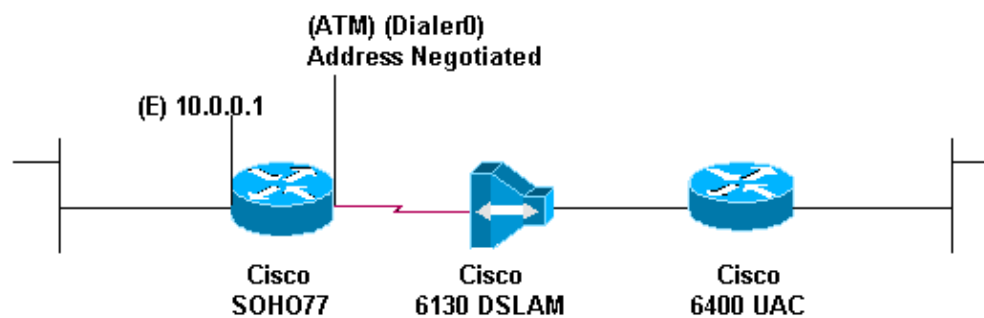 (ATM) (Dialer0)
Address Negotiated
(E) 10.0.0.1
Cisco
SOHO77
Cisco
6130 DSLAM
Cisco
6400 UAC